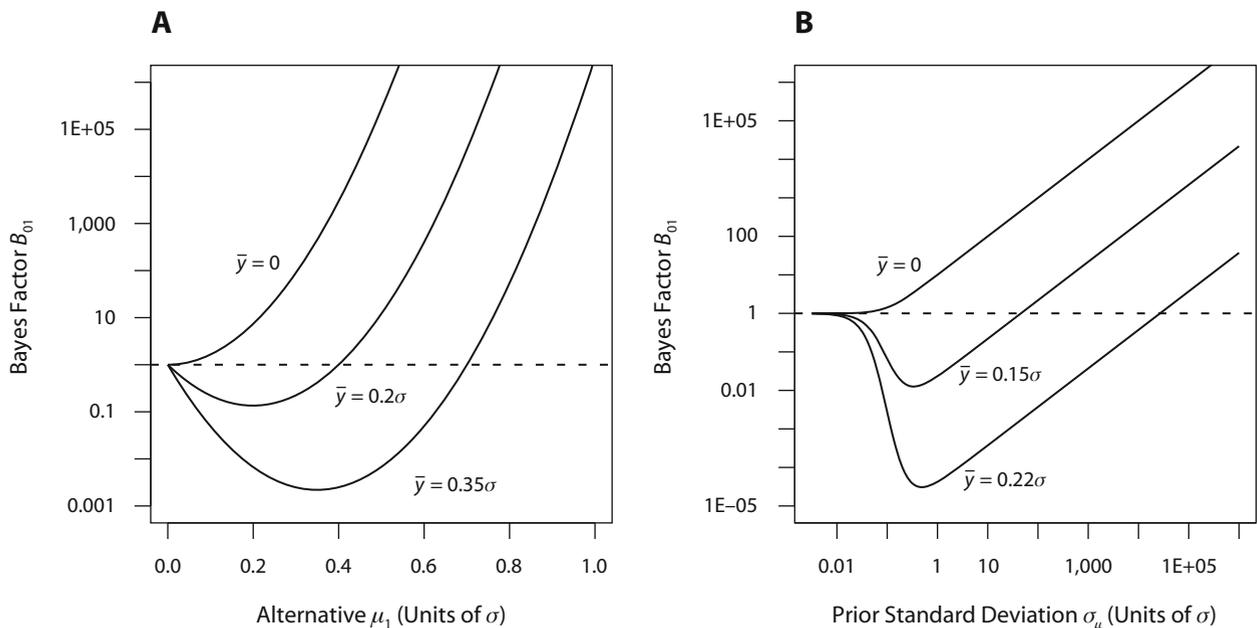 A
Bayes Factor B₀₁
1E+05
1,000
10
0.1
0.001
y̅ = 0
y̅ = 0.2σ
y̅ = 0.35σ
0.0 0.2 0.4 0.6 0.8 1.0
Alternative μ₁ (Units of σ)
B
Bayes Factor B₀₁
1E+05
100
1
0.01
1E−05
y̅ = 0
y̅ = 0.15σ
y̅ = 0.22σ
0.01 1 10 1,000 1E+05
Prior Standard Deviation σμ (Units of σ)